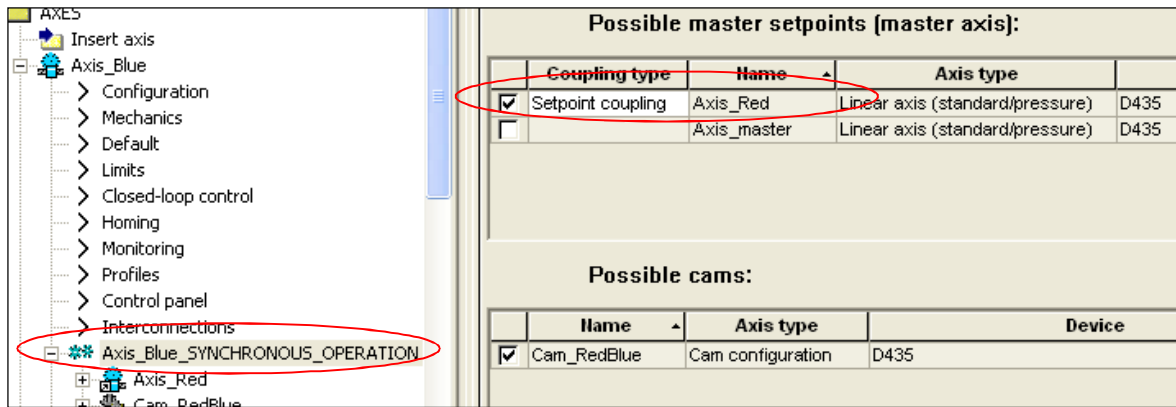 AXES
Insert axis
Axis_Blue
Configuration
Mechanics
Default
Limits
Closed-loop control
Homing
Monitoring
Profiles
Control panel
Interconnections
Axis_Blue_SYNCHRONOUS_OPERATION
Axis_Red
Cam_RedBlue
Possible master setpoints (master axis):
Coupling type Name Axis type
Setpoint coupling Axis_Red Linear axis (standard/pressure) D435
Axis_master Linear axis (standard/pressure) D435
Possible cams:
Name Axis type Device
Cam_RedBlue Cam configuration D435